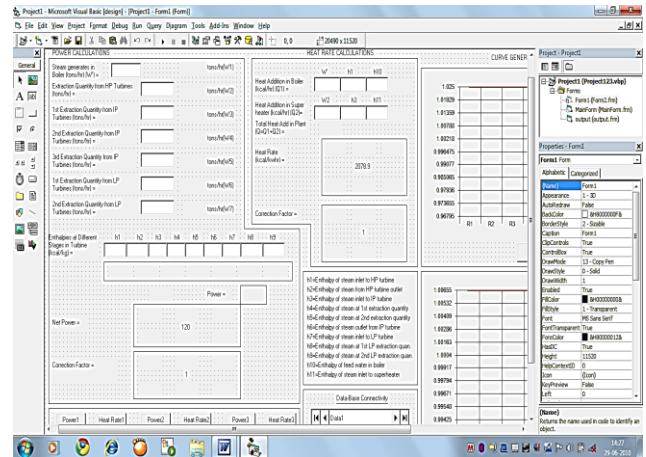 Project1 - Microsoft Visual Basic [design] - [Project1 - Form1 (Form)]
File Edit View Project Format Debug Run Query Diagram Tools Add-Ins Window Help
0,0
20490 x 11520
General
POWER CALCULATIONS
Steam generators in
Boiler (tons/hr) (W') =
tons/hr(W1)
Extraction Quantity from HP Turbines
(tons/hr) =
tons/hr(W2)
1st Extraction Quantity from IP
Turbines (tons/hr) =
tons/hr(W3)
2nd Extraction Quantity from IP
Turbines (tons/hr) =
tons/hr(W4)
3rd Extraction Quantity from IP
Turbines (tons/hr) =
tons/hr(W5)
1st Extraction Quantity from LP
Turbines (tons/hr) =
tons/hr(W6)
2nd Extraction Quantity from LP
Turbines (tons/hr) =
tons/hr(W7)
Enthalpies of Different
Stages in Turbine
(kcal/kg) =
h1 h2 h3 h4 h5 h6 h7 h8 h9
Power =
Net Power =
120
Correction Factor =
1
Power1 Heat Rate1 Power2 Heat Rate2 Power3 Heat Rate3
HEAT RATE CALCULATIONS
W' h1 h10
Heat Addition in Boiler
(kcal/hr) (Q1) =
W2 h3 h11
Heat Addition in Super
heater (kcal/hr) (Q2)=
Total Heat Add in Plant
(Q=Q1+Q2) =
Heat Rate
(kcal/kwhr) =
2078.9
Correction Factor =
1
h1=Enthalpy of steam inlet to HP turbine
h2=Enthalpy of steam from HP turbine outlet
h3=Enthalpy of steam inlet to IP turbine
h4=Enthalpy of steam at 1st extraction quantity
h5=Enthalpy of steam at 2nd extraction quantity
h6=Enthalpy of steam outlet from IP turbine
h7=Enthalpy of steam inlet to LP turbine
h8=Enthalpy of steam at 1st LP extraction quan.
h9=Enthalpy of steam at 2nd LP extraction quan.
h10=Enthalpy of feed water in boiler
h11=Enthalpy of steam inlet to superheater
Data Base Connectivity
Data1
CURVE GENER
1.025
1.01929
1.01359
1.00788
1.00218
0.996475
0.99077
0.985065
0.97936
0.973655
0.96795
R1 R2 R3
1.00655
1.00532
1.00409
1.00286
1.00163
1.0004
0.99917
0.99794
0.99671
0.99548
0.99425
Project - Project1
Project1 (Project123.vbp)
Forms
Form1 (Form2.frm)
MainForm (MainForm.frm)
output (output.frm)
Properties - Form1
Form1 Form
Alphabetic Categorized
(Name) Form1
Appearance 1 - 3D
AutoRedraw False
BackColor &H8000000F&
BorderStyle 2 - Sizable
Caption Form1
ClipControls True
ControlBox True
DrawMode 13 - Copy Pen
DrawStyle 0 - Solid
DrawWidth 1
Enabled True
FillColor &H00000000&
FillStyle 1 - Transparent
Font MS Sans Serif
FontTransparent True
ForeColor &H80000012&
HasDC True
Height 11520
HelpContextID 0
Icon (Icon)
KeyPreview False
Left 0
(Name)
Returns the name used in code to identify an
object.
14:27
29-06-2010